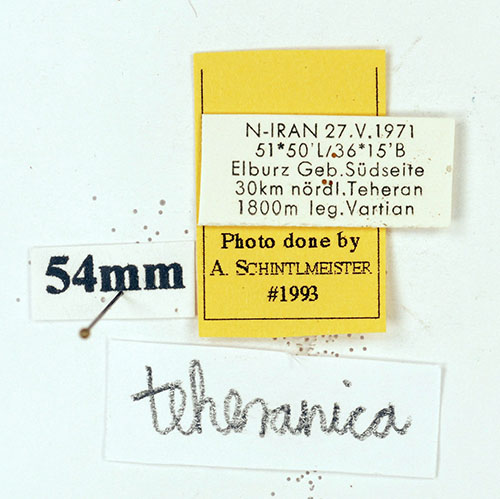 N-IRAN 27.V.1971
51*50'L/36*15'B
Elburz Geb.Südseite
30km nördl.Teheran
1800m leg.Vartian
Photo done by
A. SCHINTLMEISTER
#1993
54mm
teheranica